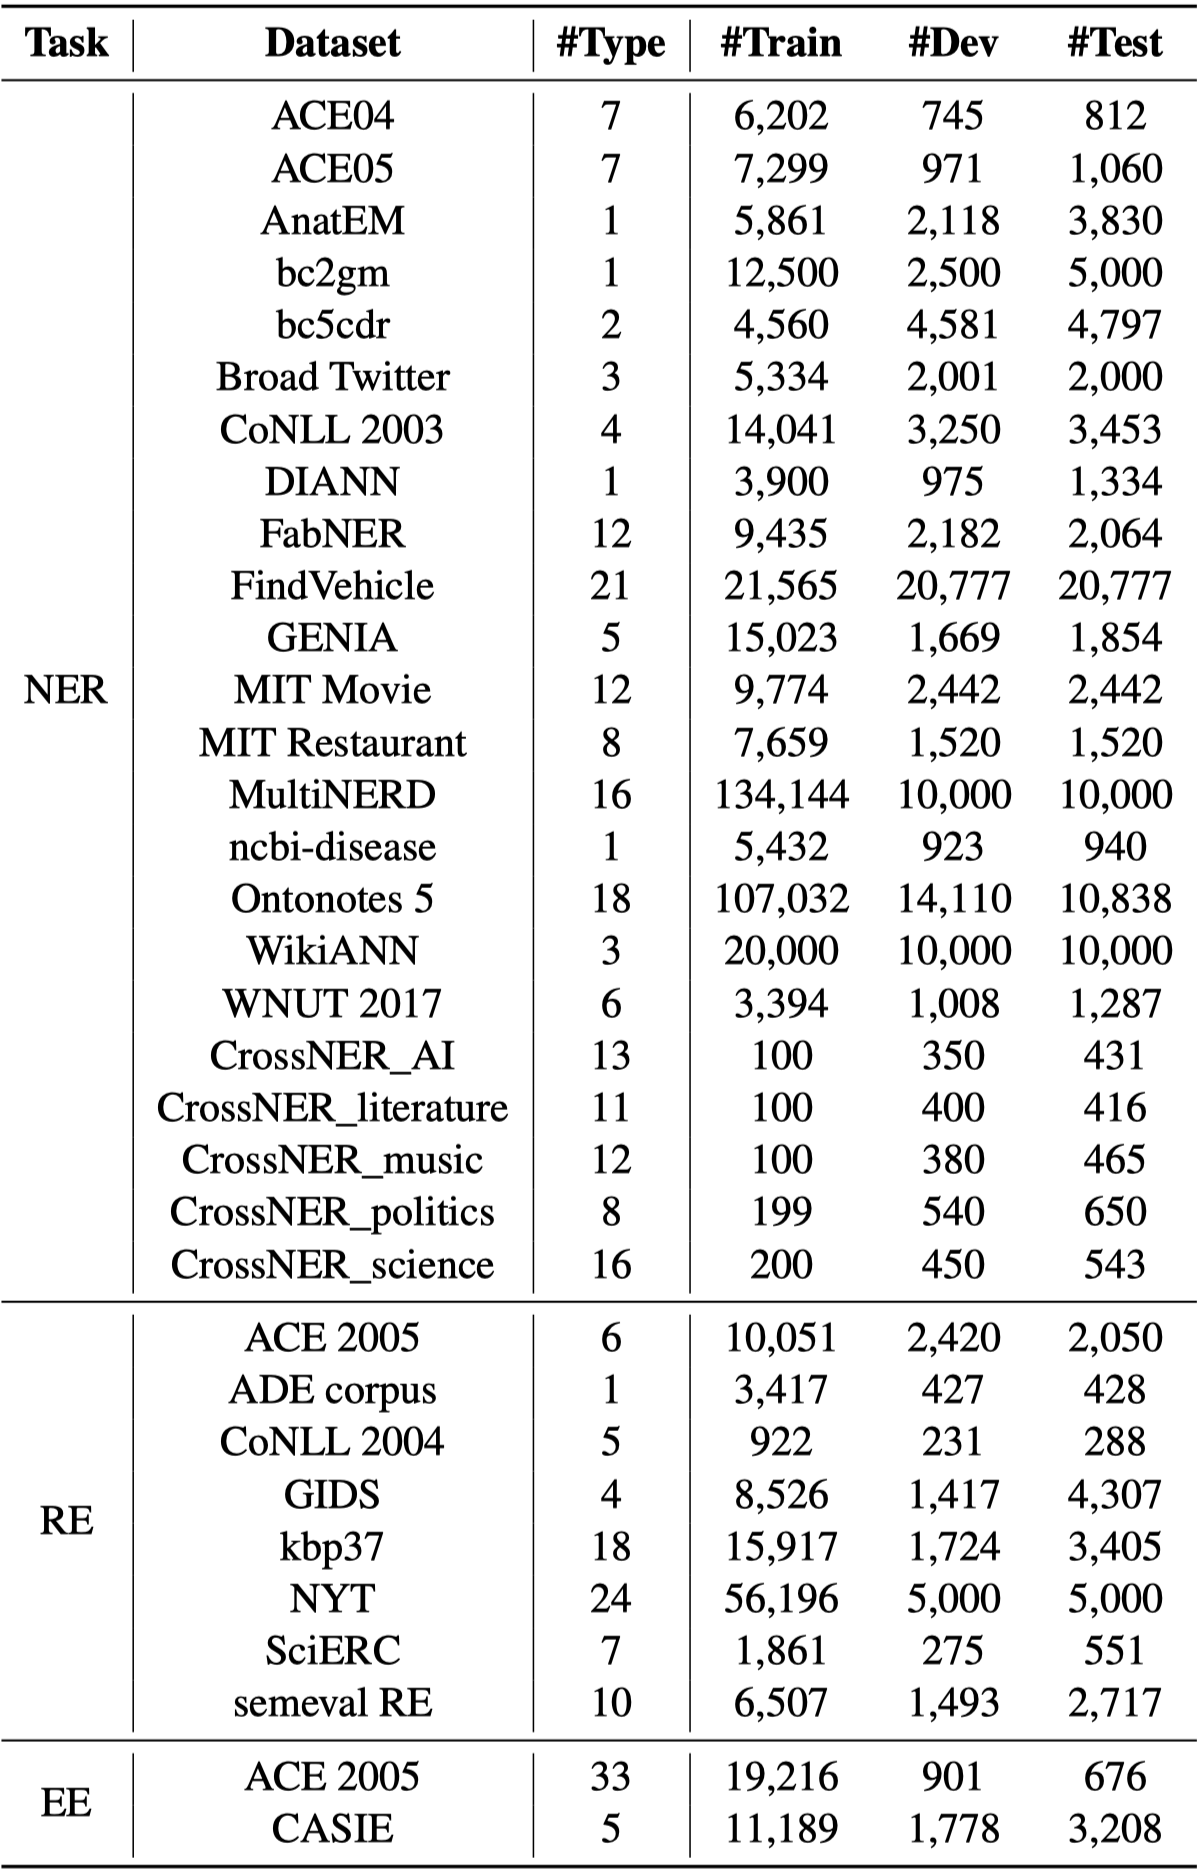 Task Dataset #Type #Train #Dev #Test
ACE04 7 6,202 745 812
ACE05 7 7,299 971 1,060
AnatEM 1 5,861 2,118 3,830
bc2gm 1 12,500 2,500 5,000
bc5cdr 2 4,560 4,581 4,797
Broad Twitter 3 5,334 2,001 2,000
CoNLL 2003 4 14,041 3,250 3,453
DIANN 1 3,900 975 1,334
FabNER 12 9,435 2,182 2,064
FindVehicle 21 21,565 20,777 20,777
GENIA 5 15,023 1,669 1,854
NER MIT Movie 12 9,774 2,442 2,442
MIT Restaurant 8 7,659 1,520 1,520
MultiNERD 16 134,144 10,000 10,000
ncbi-disease 1 5,432 923 940
Ontonotes 5 18 107,032 14,110 10,838
WikiANN 3 20,000 10,000 10,000
WNUT 2017 6 3,394 1,008 1,287
CrossNER_AI 13 100 350 431
CrossNER_literature 11 100 400 416
CrossNER_music 12 100 380 465
CrossNER_politics 8 199 540 650
CrossNER_science 16 200 450 543
ACE 2005 6 10,051 2,420 2,050
ADE corpus 1 3,417 427 428
CoNLL 2004 5 922 231 288
GIDS 4 8,526 1,417 4,307
RE
kbp37 18 15,917 1,724 3,405
NYT 24 56,196 5,000 5,000
SciERC 7 1,861 275 551
semeval RE 10 6,507 1,493 2,717
ACE 2005 33 19,216 901 676
EE
CASIE 5 11,189 1,778 3,208